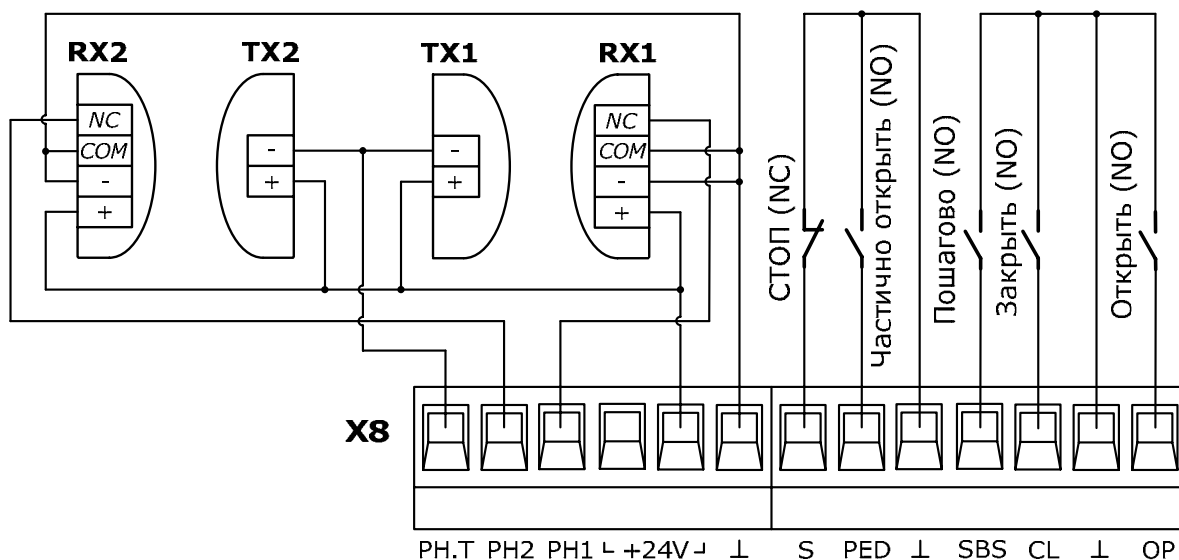 RX2 TX2 TX1 RX1
NC
COM
-
+
-
+
-
+
NC
COM
-
+
СТОП (NC)
Частично открыть (NO)
Пошагово (NO)
Закрыть (NO)
Открыть (NO)
X8
PH.T PH2 PH1 +24V ⊥ S PED ⊥ SBS CL ⊥ OP